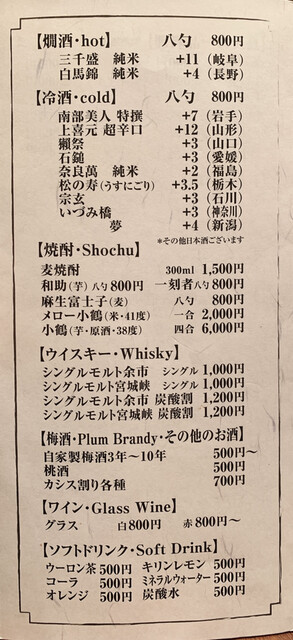 【燗酒・hot】 八勺 800円
三千盛 純米 +11 (岐阜)
白馬錦 純米 +4 (長野)
【冷酒・cold】 八勺 800円
南部美人 特撰 +7 (岩手)
上喜元 超辛口 +12 (山形)
獺祭 +3 (山口)
石鎚 +3 (愛媛)
奈良萬 純米 +2 (福島)
松の寿(うすにごり) +3.5 (栃木)
宗玄 +3 (石川)
いづみ橋 +3 (神奈川)
夢 +4 (新潟)
*その他日本酒ございます
【焼酎・Shochu】
麦焼酎 300ml 1,500円
和助(芋)八勺800円 一刻者八勺800円
麻生富士子(麦) 八勺 800円
メロー小鶴(米・41度) 一合 2,000円
小鶴(芋・原酒・38度) 四合 6,000円
【ウイスキー・Whisky】
シングルモルト余市 シングル 1,000円
シングルモルト宮城峡 シングル 1,000円
シングルモルト余市 炭酸割 1,200円
シングルモルト宮城峡 炭酸割 1,200円
【梅酒・Plum Brandy・その他のお酒】
自家製梅酒3年〜10年 500円〜
桃酒 500円
カシス割り各種 700円
【ワイン・Glass Wine】
グラス 白800円 赤800円〜
【ソフトドリンク・Soft Drink】
ウーロン茶 500円 キリンレモン 500円
コーラ 500円 ミネラルウォーター 500円
オレンジ 500円 炭酸水 500円